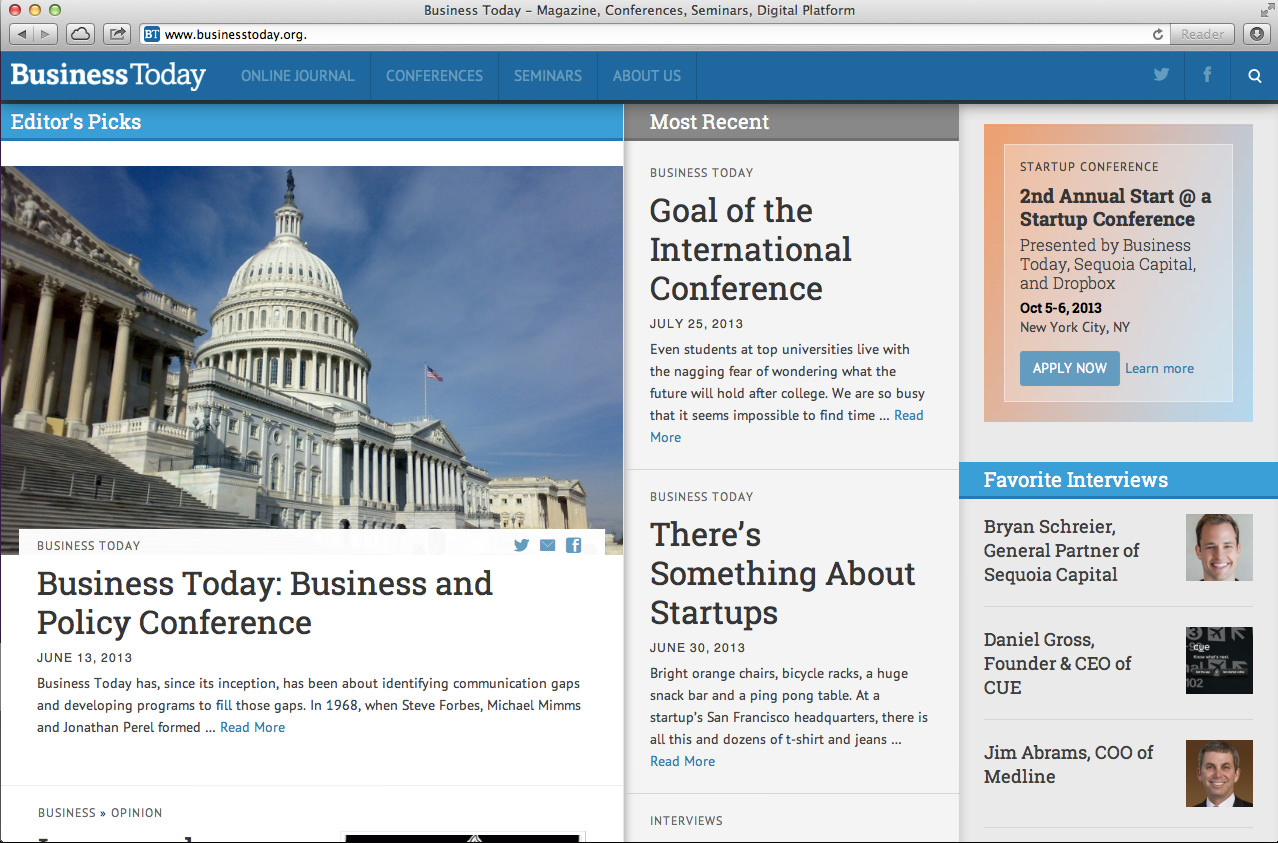 Business Today – Magazine, Conferences, Seminars, Digital Platform
BT www.businesstoday.org.
Reader
Business Today
ONLINE JOURNAL
CONFERENCES
SEMINARS
ABOUT US
Editor's Picks
BUSINESS TODAY
Business Today: Business and
Policy Conference
JUNE 13, 2013
Business Today has, since its inception, has been about identifying communication gaps
and developing programs to fill those gaps. In 1968, when Steve Forbes, Michael Mimms
and Jonathan Perel formed ... Read More
BUSINESS » OPINION
Most Recent
BUSINESS TODAY
Goal of the
International
Conference
JULY 25, 2013
Even students at top universities live with
the nagging fear of wondering what the
future will hold after college. We are so busy
that it seems impossible to find time ... Read
More
BUSINESS TODAY
There’s
Something About
Startups
JUNE 30, 2013
Bright orange chairs, bicycle racks, a huge
snack bar and a ping pong table. At a
startup’s San Francisco headquarters, there is
all this and dozens of t-shirt and jeans ...
Read More
INTERVIEWS
STARTUP CONFERENCE
2nd Annual Start @ a
Startup Conference
Presented by Business
Today, Sequoia Capital,
and Dropbox
Oct 5-6, 2013
New York City, NY
APPLY NOW Learn more
Favorite Interviews
Bryan Schreier,
General Partner of
Sequoia Capital
Daniel Gross,
Founder & CEO of
CUE
cue
Know what's next.
102
Jim Abrams, COO of
Medline